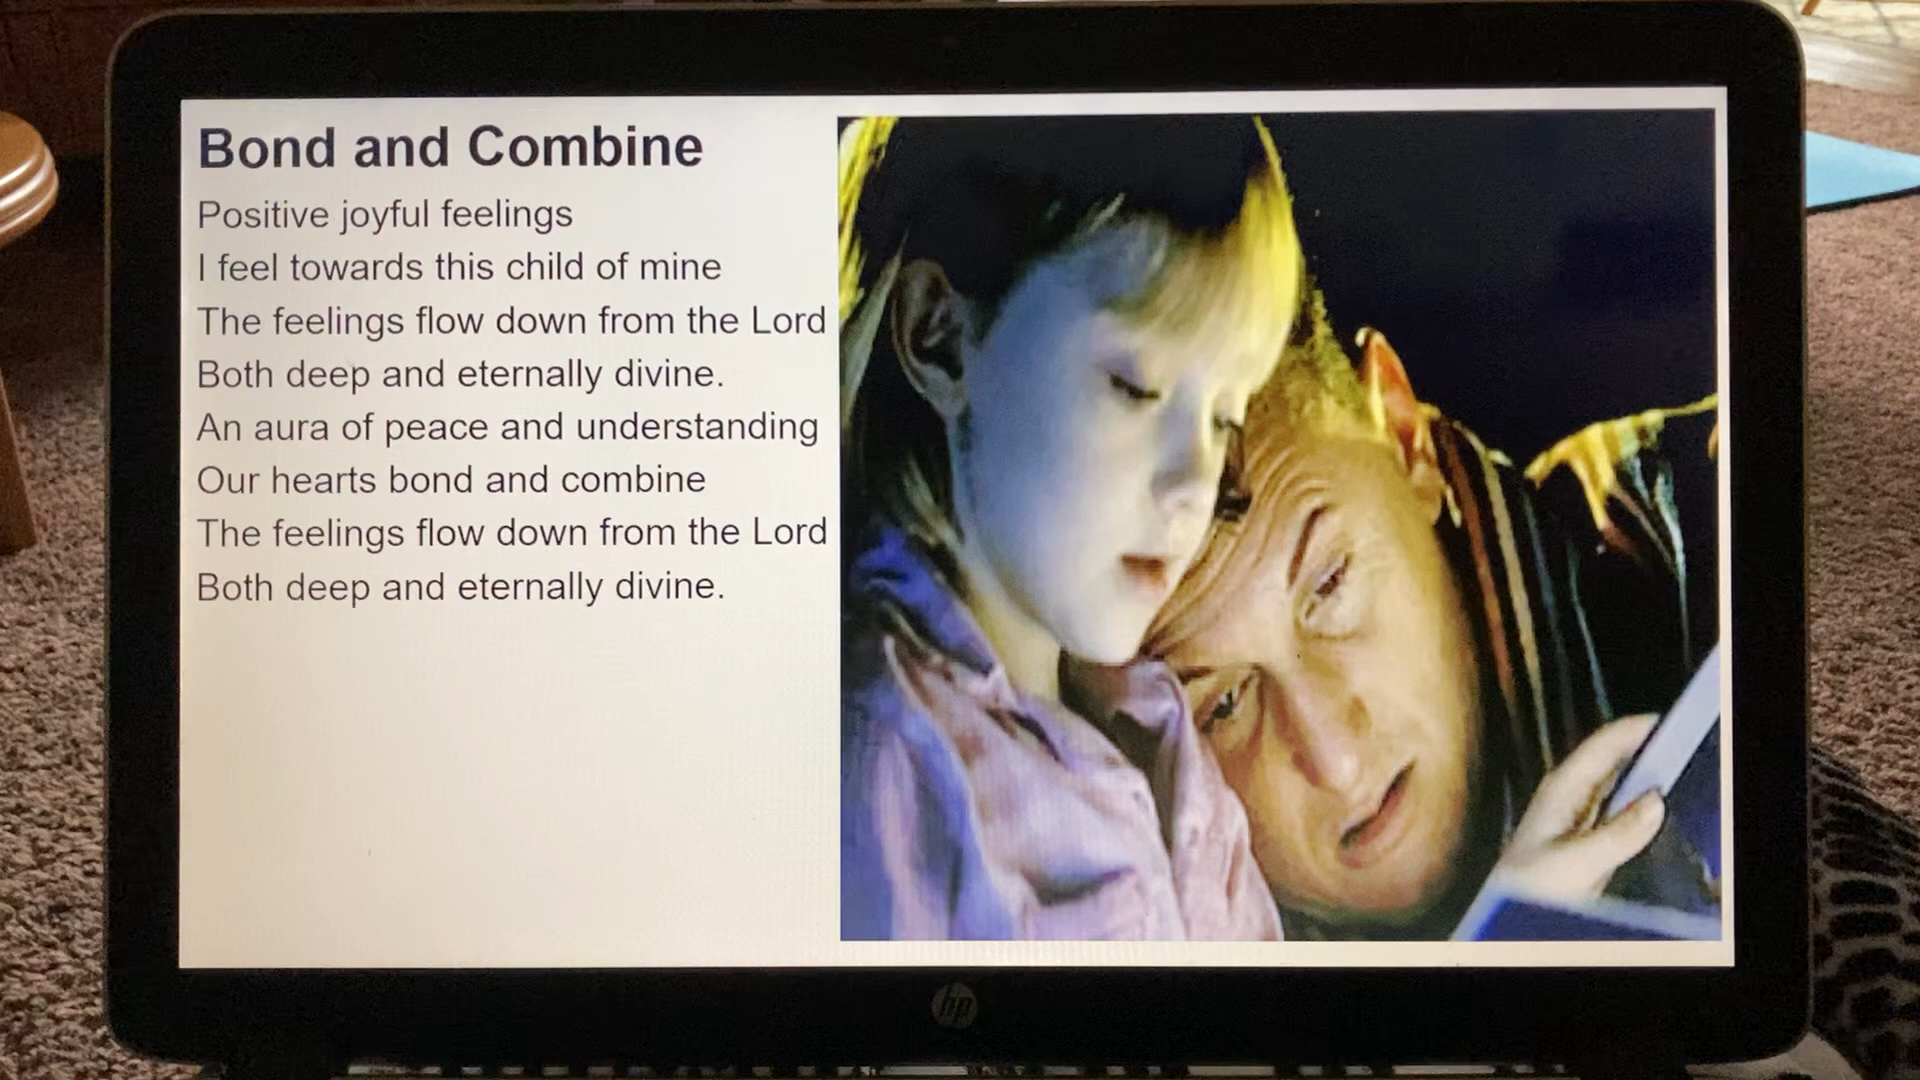 Bond and Combine
Positive joyful feelings
I feel towards this child of mine
The feelings flow down from the Lord
Both deep and eternally divine.
An aura of peace and understanding
Our hearts bond and combine
The feelings flow down from the Lord
Both deep and eternally divine.
hp